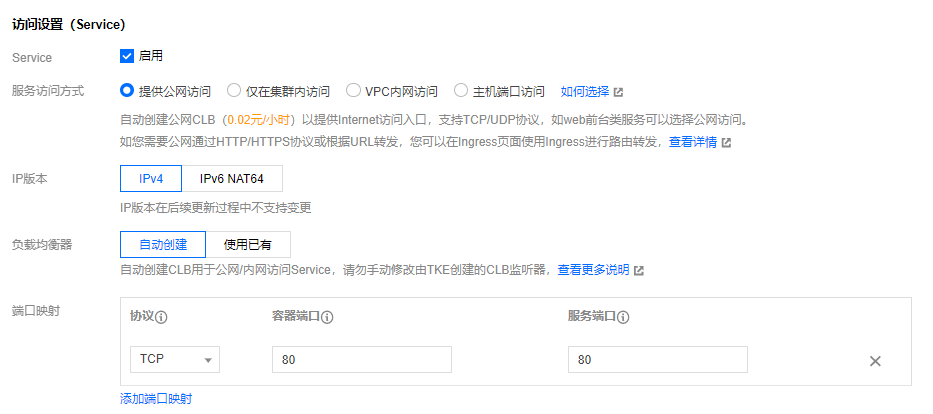 访问设置（Service）
Service 启用
服务访问方式 提供公网访问 仅在集群内访问 VPC内网访问 主机端口访问 如何选择
自动创建公网CLB（0.02元/小时）以提供Internet访问入口，支持TCP/UDP协议，如web前台类服务可以选择公网访问。
如您需要公网通过HTTP/HTTPS协议或根据URL转发，您可以在Ingress页面使用Ingress进行路由转发，查看详情
IP版本 IPv4 IPv6 NAT64
IP版本在后续更新过程中不支持变更
负载均衡器 自动创建 使用已有
自动创建CLB用于公网/内网访问Service，请勿手动修改由TKE创建的CLB监听器，查看更多说明
端口映射 协议 容器端口 服务端口
TCP 80 80
添加端口映射